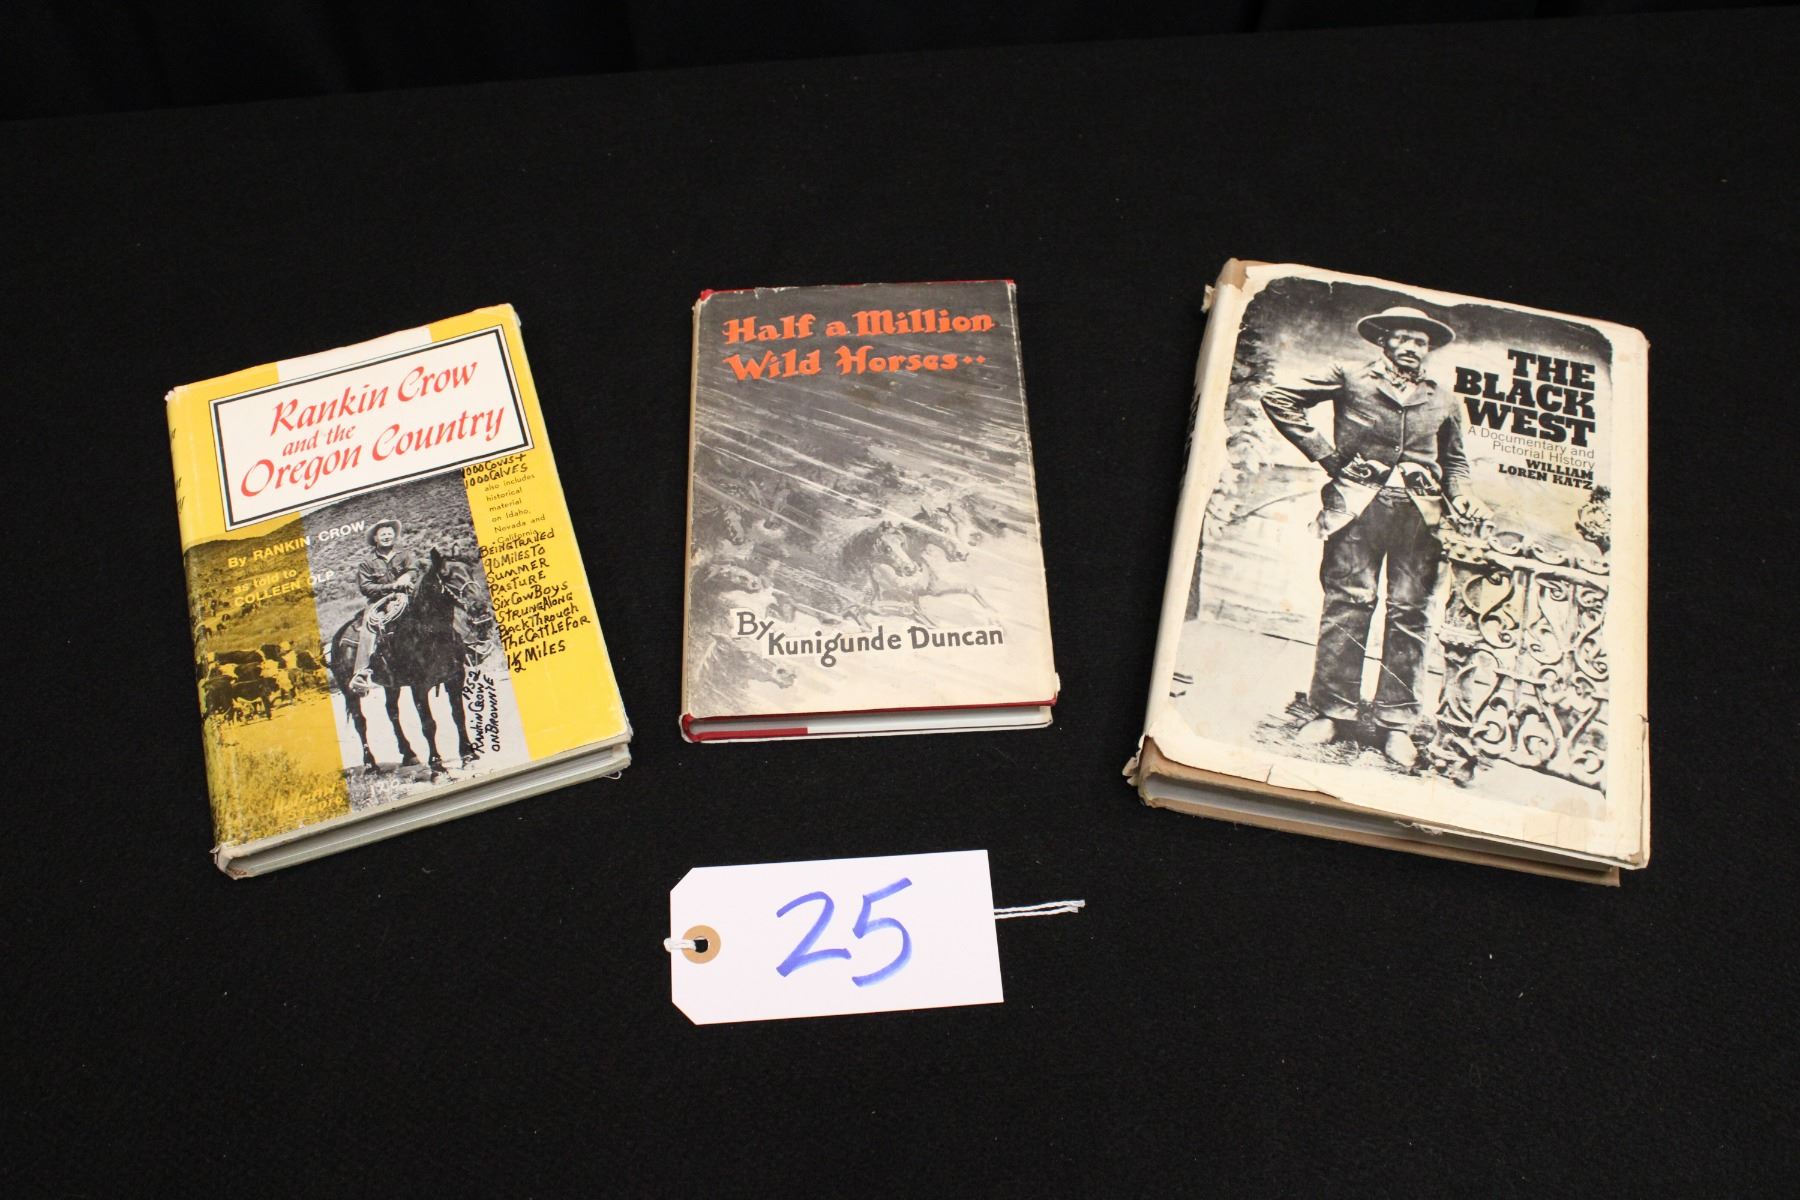 Rankin Crow
and the
Oregon Country
1000 Cows +
1000 Calves
also includes
historical
material
on Idaho,
Nevada and
California
By RANKIN CROW
as told to
COLLEEN OLP
BEING TRAILED
90 MILES TO
SUMMER
PASTURE
SIX COWBOYS
STRUNG ALONG
BACK THROUGH
THE CATTLE FOR
1½ MILES
RANKIN CROW 1952
ON BROWNIE
Half a Million
Wild Horses..
By
Kunigunde Duncan
THE
BLACK
WEST
A Documentary and
Pictorial History
WILLIAM
LOREN KATZ
25